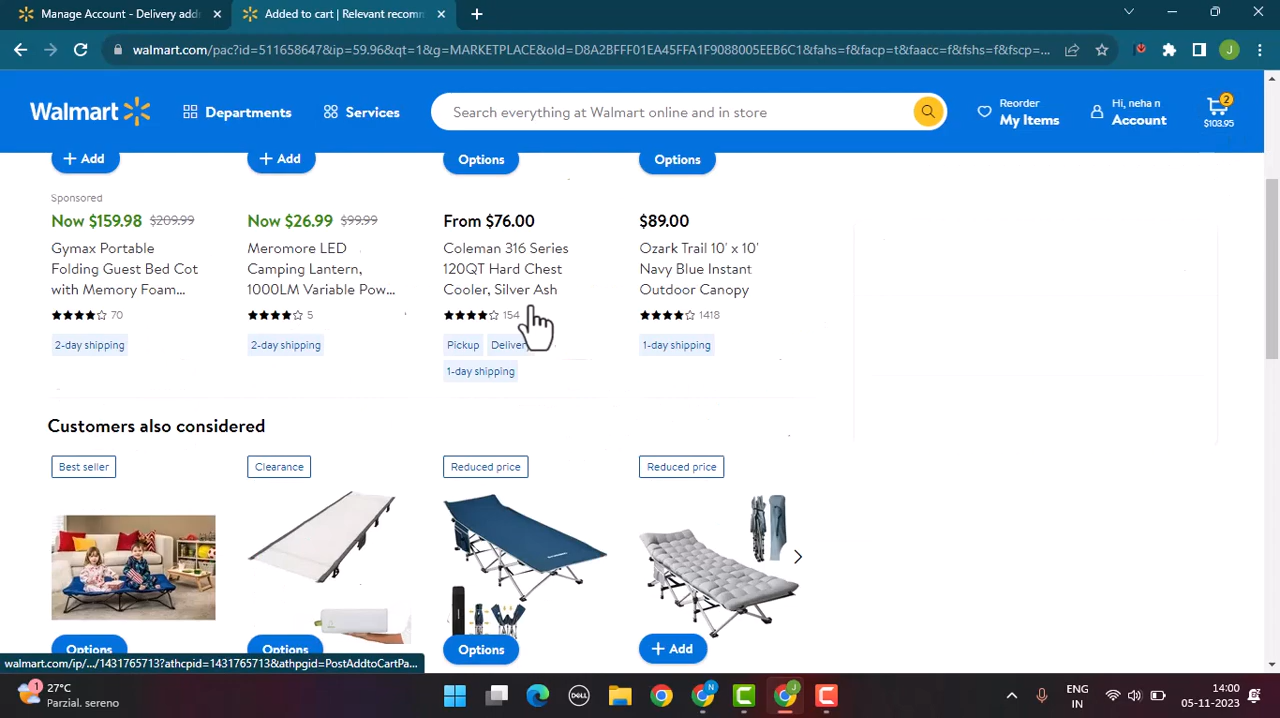 Manage Account - Delivery addr
Added to cart | Relevant recomm
walmart.com/pac?id=511658647&ip=59.96&qt=1&g=MARKETPLACE&old=D8A2BFFF01EA45FFA1F9088005EEB6C1&fahs=f&facp=t&faacc=f&fshs=f&fscp=...
Walmart
Departments
Services
Search everything at Walmart online and in store
Reorder
My Items
Hi, neha n
Account
2
$103.95
+ Add
+ Add
Options
Options
Sponsored
Now $159.98 $209.99
Gymax Portable
Folding Guest Bed Cot
with Memory Foam...
70
2-day shipping
Now $26.99 $99.99
Meromore LED
Camping Lantern,
1000LM Variable Pow...
5
2-day shipping
From $76.00
Coleman 316 Series
120QT Hard Chest
Cooler, Silver Ash
154
Pickup Delivery
1-day shipping
$89.00
Ozark Trail 10' x 10'
Navy Blue Instant
Outdoor Canopy
1418
1-day shipping
Customers also considered
Best seller
Clearance
Reduced price
Reduced price
Options
Options
Options
+ Add
walmart.com/ip/.../1431765713?athcpid=1431765713&athpgid=PostAddtoCartPa...
1
27°C
Parzial. sereno
DELL
N
J
ENG
IN
14:00
05-11-2023